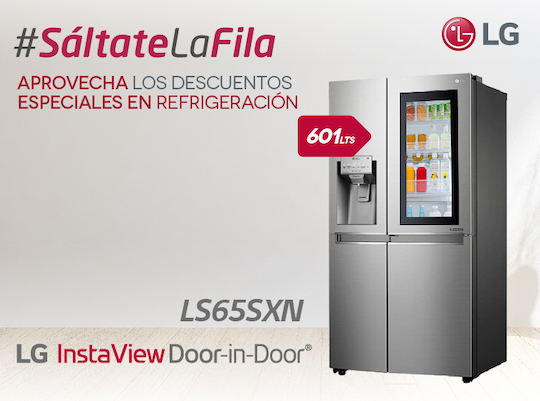 #SáltateLaFila
LG
APROVECHA LOS DESCUENTOS
ESPECIALES EN REFRIGERACIÓN
601LTS
LS65SXN
LG InstaView Door-in-Door®